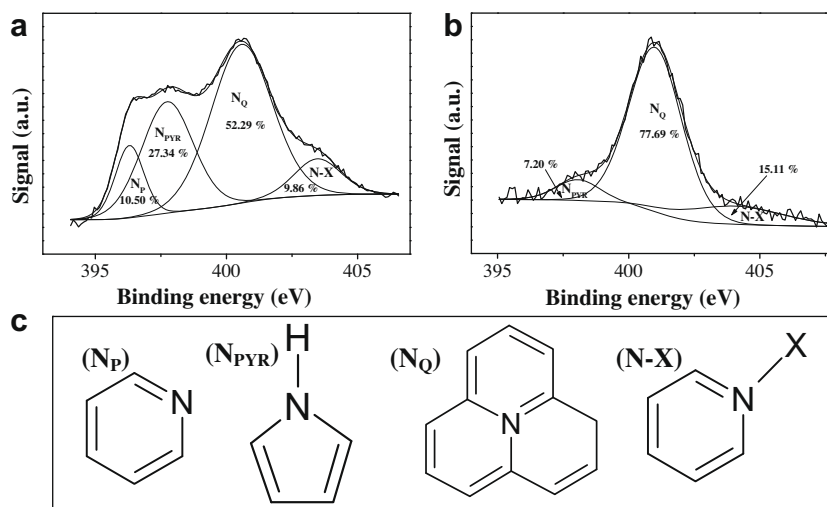 a
Signal (a.u.)
N_Q
52.29 %
N_PYR
27.34 %
N_P
10.50 %
N-X
9.86 %
395 400 405
Binding energy (eV)
b
Signal (a.u.)
N_Q
77.69 %
7.20 %
N_PYR
15.11 %
N-X
395 400 405
Binding energy (eV)
c
(N_P)
N
(N_PYR)
H
N
(N_Q)
N
(N-X)
X
N